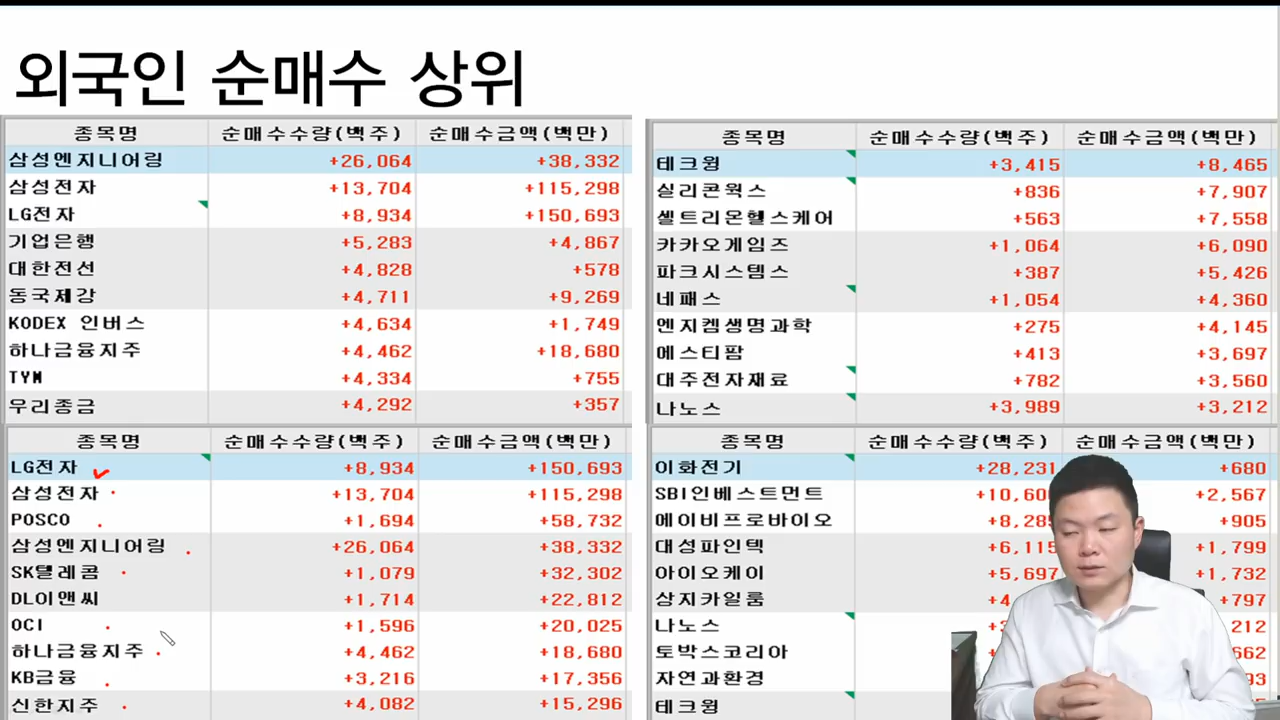 외국인 순매수 상위
종목명 순매수수량(백주) 순매수금액(백만)
삼성엔지니어링 +26,064 +38,332
삼성전자 +13,704 +115,298
LG전자 +8,934 +150,693
기업은행 +5,283 +4,867
대한전선 +4,828 +578
동국제강 +4,711 +9,269
KODEX 인버스 +4,634 +1,749
하나금융지주 +4,462 +18,680
TYM +4,334 +755
우리종금 +4,292 +357
종목명 순매수수량(백주) 순매수금액(백만)
테크윙 +3,415 +8,465
실리콘웍스 +836 +7,907
셀트리온헬스케어 +563 +7,558
카카오게임즈 +1,064 +6,090
파크시스템스 +387 +5,426
네패스 +1,054 +4,360
엔지켐생명과학 +275 +4,145
에스티팜 +413 +3,697
대주전자재료 +782 +3,560
나노스 +3,989 +3,212
종목명 순매수수량(백주) 순매수금액(백만)
LG전자 +8,934 +150,693
삼성전자 +13,704 +115,298
POSCO +1,694 +58,732
삼성엔지니어링 +26,064 +38,332
SK텔레콤 +1,079 +32,302
DL이앤씨 +1,714 +22,812
OCI +1,596 +20,025
하나금융지주 +4,462 +18,680
KB금융 +3,216 +17,356
신한지주 +4,082 +15,296
종목명 순매수수량(백주) 순매수금액(백만)
이화전기 +28,231 +680
SBI인베스트먼트 +2,567
에이비프로바이오 +905
대성파인텍 +6,115 +1,799
아이오케이 +5,697 +1,732
상지카일룸 +797
나노스
토박스코리아
자연과환경
테크윙